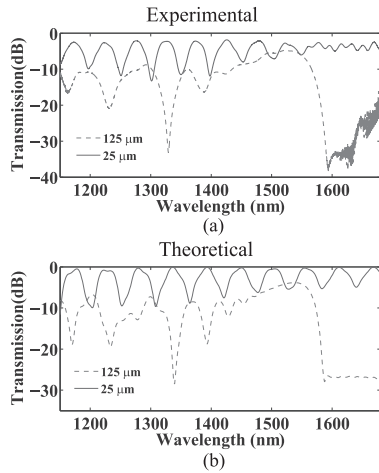 Experimental
0
−10
−20
−30
−40
Transmission(dB)
125 μm
25 μm
1200 1300 1400 1500 1600
Wavelength (nm)
(a)
Theoretical
0
−10
−20
−30
Transmission(dB)
125 μm
25 μm
1200 1300 1400 1500 1600
Wavelength (nm)
(b)